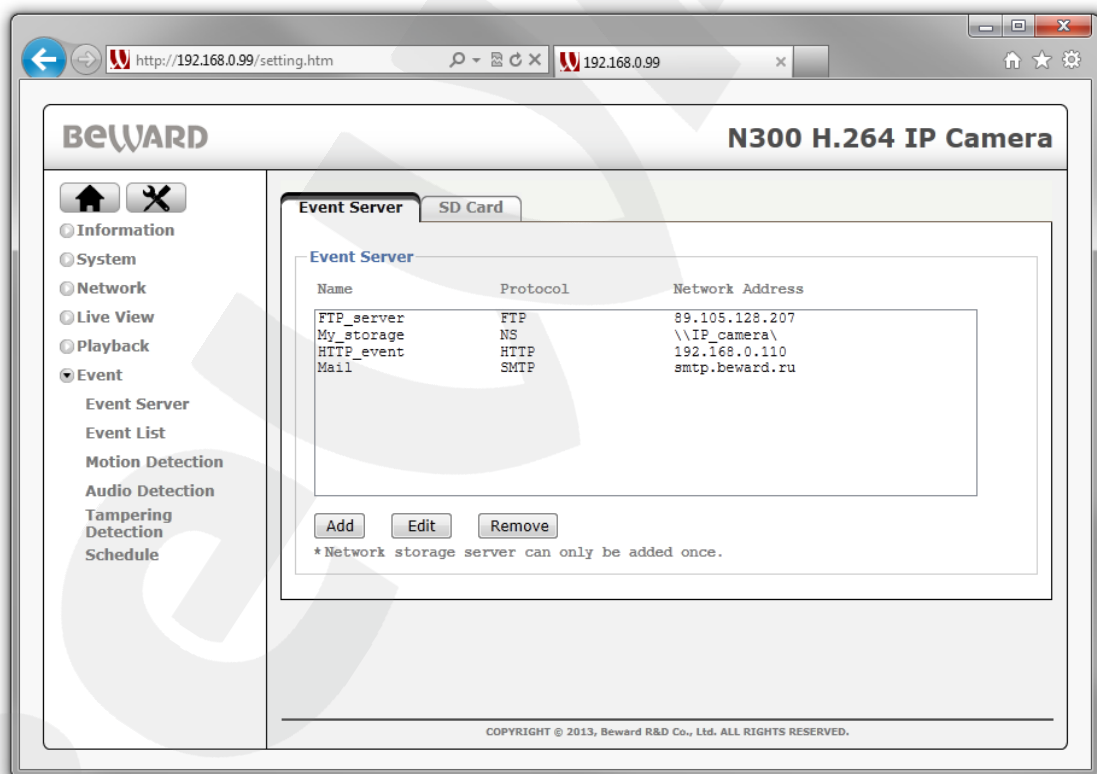 http://192.168.0.99/setting.htm
192.168.0.99
BEWARD
N300 H.264 IP Camera
Information
System
Network
Live View
Playback
Event
Event Server
Event List
Motion Detection
Audio Detection
Tampering
Detection
Schedule
Event Server SD Card
Event Server
Name Protocol Network Address
FTP_server FTP 89.105.128.207
My_storage NS \\IP_camera\
HTTP_event HTTP 192.168.0.110
Mail SMTP smtp.beward.ru
Add Edit Remove
*Network storage server can only be added once.
COPYRIGHT © 2013, Beward R&D Co., Ltd. ALL RIGHTS RESERVED.